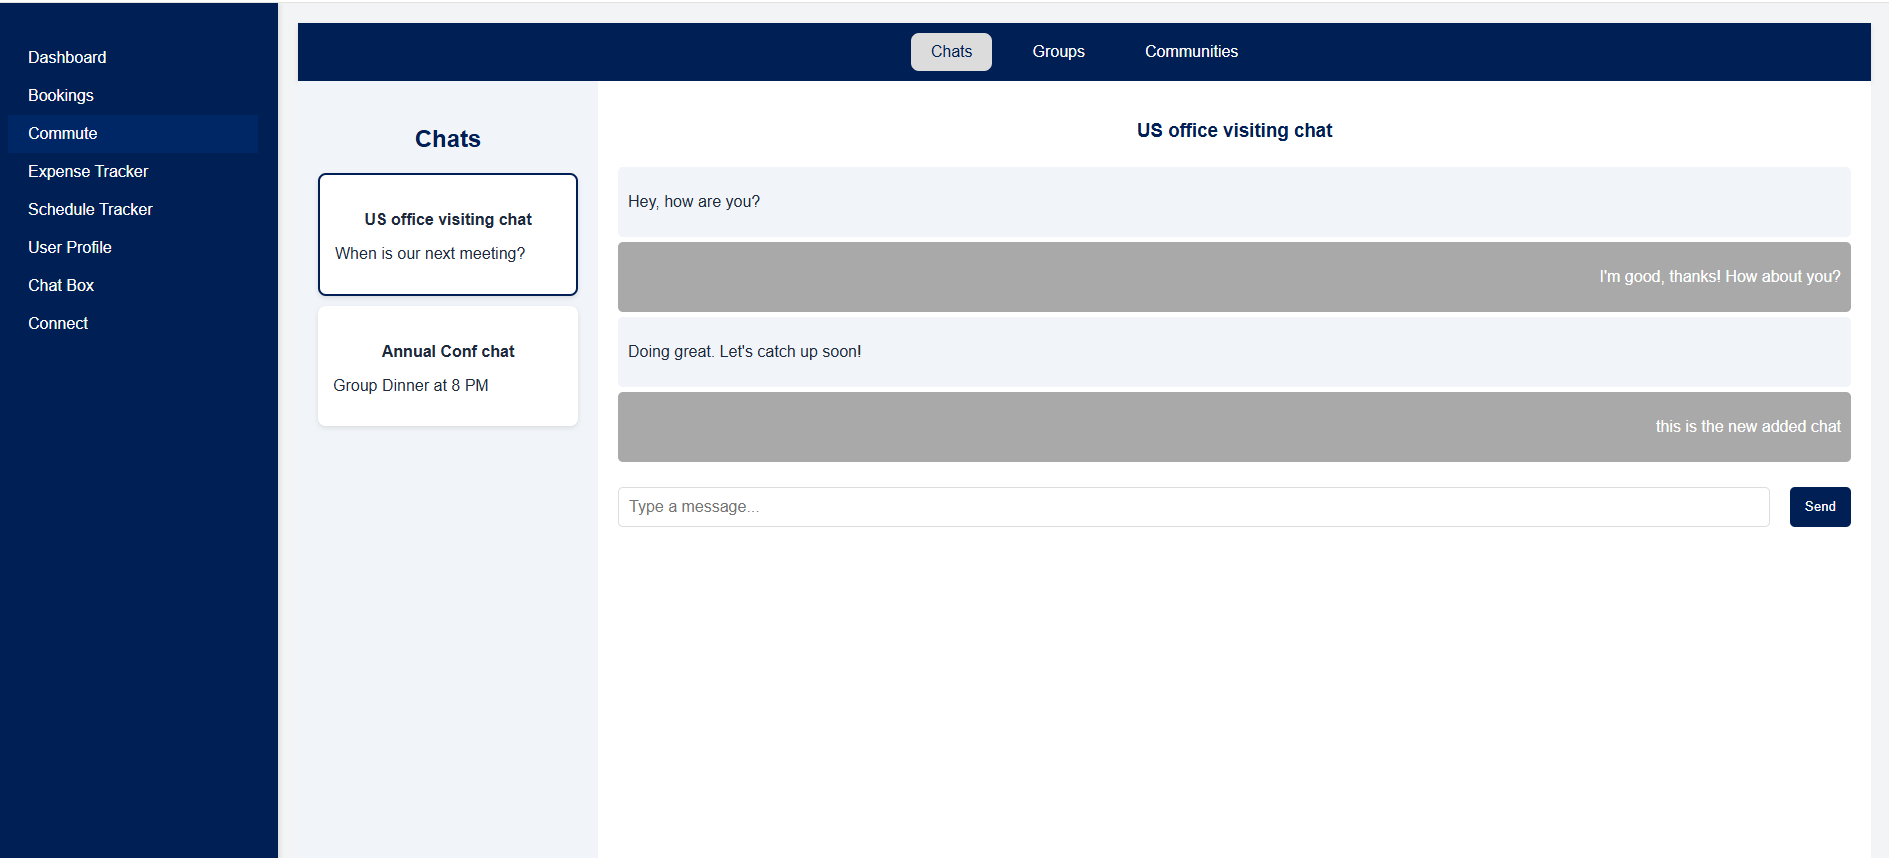 Dashboard
Bookings
Commute
Expense Tracker
Schedule Tracker
User Profile
Chat Box
Connect
Chats
Groups
Communities
Chats
US office visiting chat
When is our next meeting?
Annual Conf chat
Group Dinner at 8 PM
US office visiting chat
Hey, how are you?
I'm good, thanks! How about you?
Doing great. Let's catch up soon!
this is the new added chat
Type a message...
Send